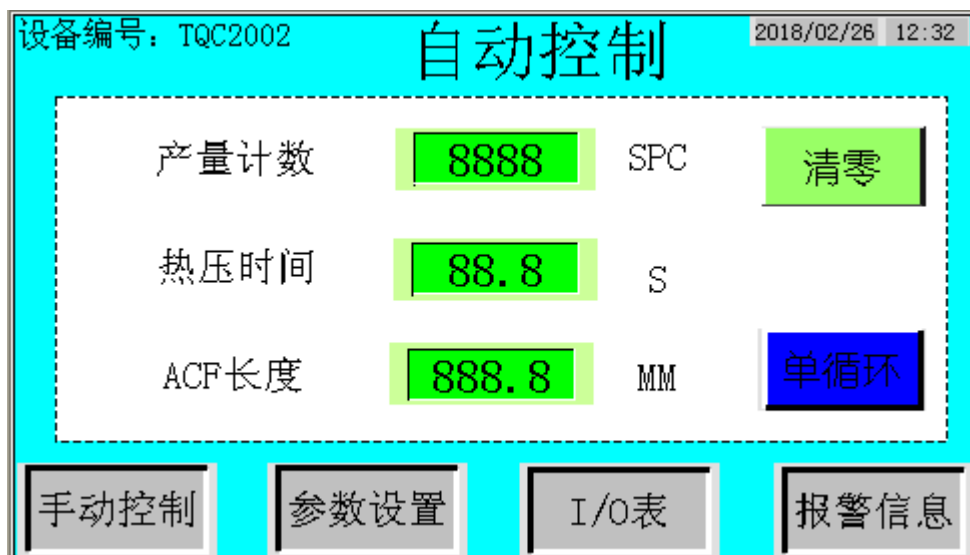 设备编号：TQC2002
自动控制
2018/02/26 12:32
产量计数 8888 SPC 清零
热压时间 88.8 S
ACF长度 888.8 MM 单循环
手动控制 参数设置 I/O表 报警信息